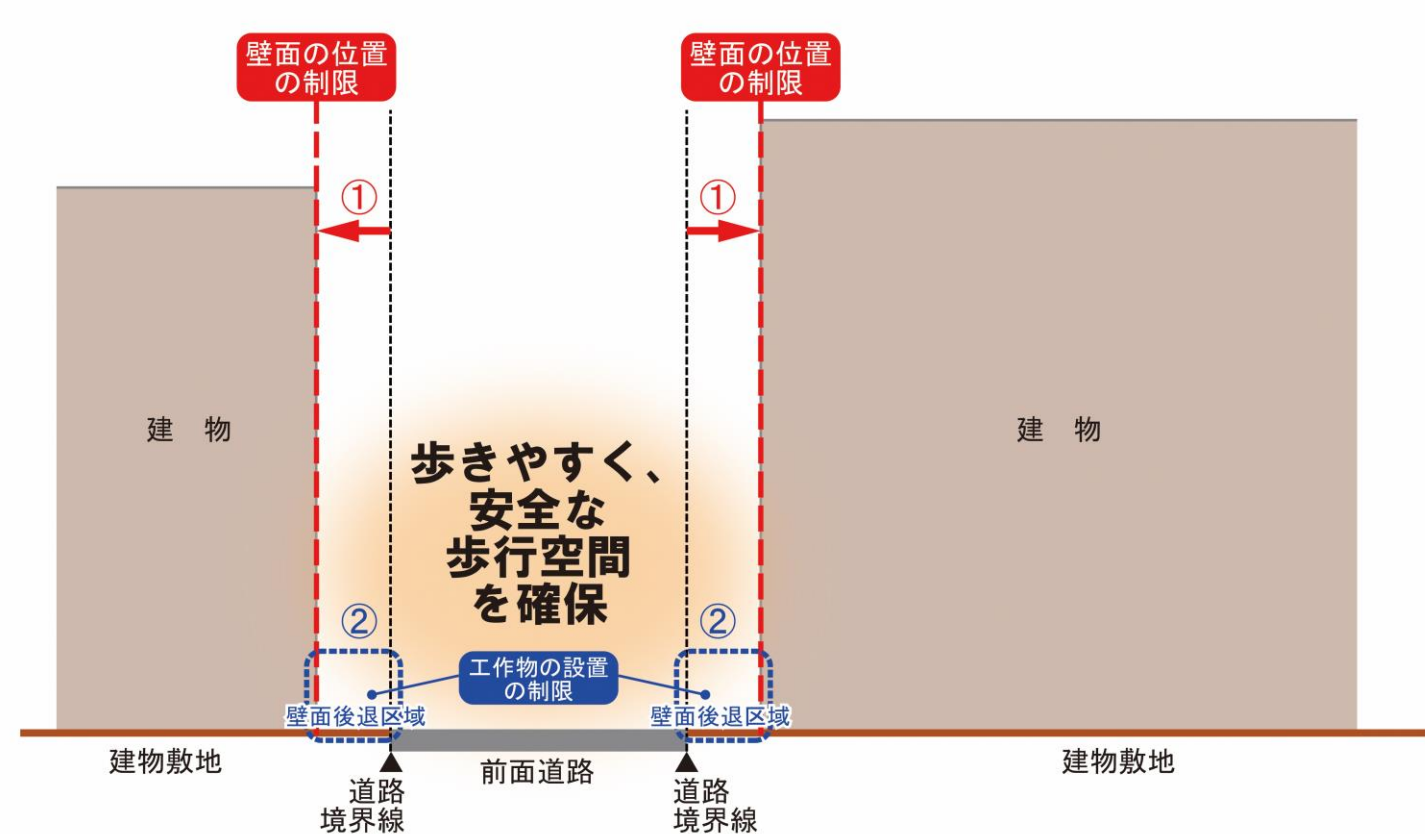 壁面の位置
の制限
壁面の位置
の制限
①
①
建　物
建　物
歩きやすく、
安全な
歩行空間
を確保
②
②
工作物の設置
の制限
壁面後退区域
壁面後退区域
建物敷地
前面道路
建物敷地
道路
境界線
道路
境界線